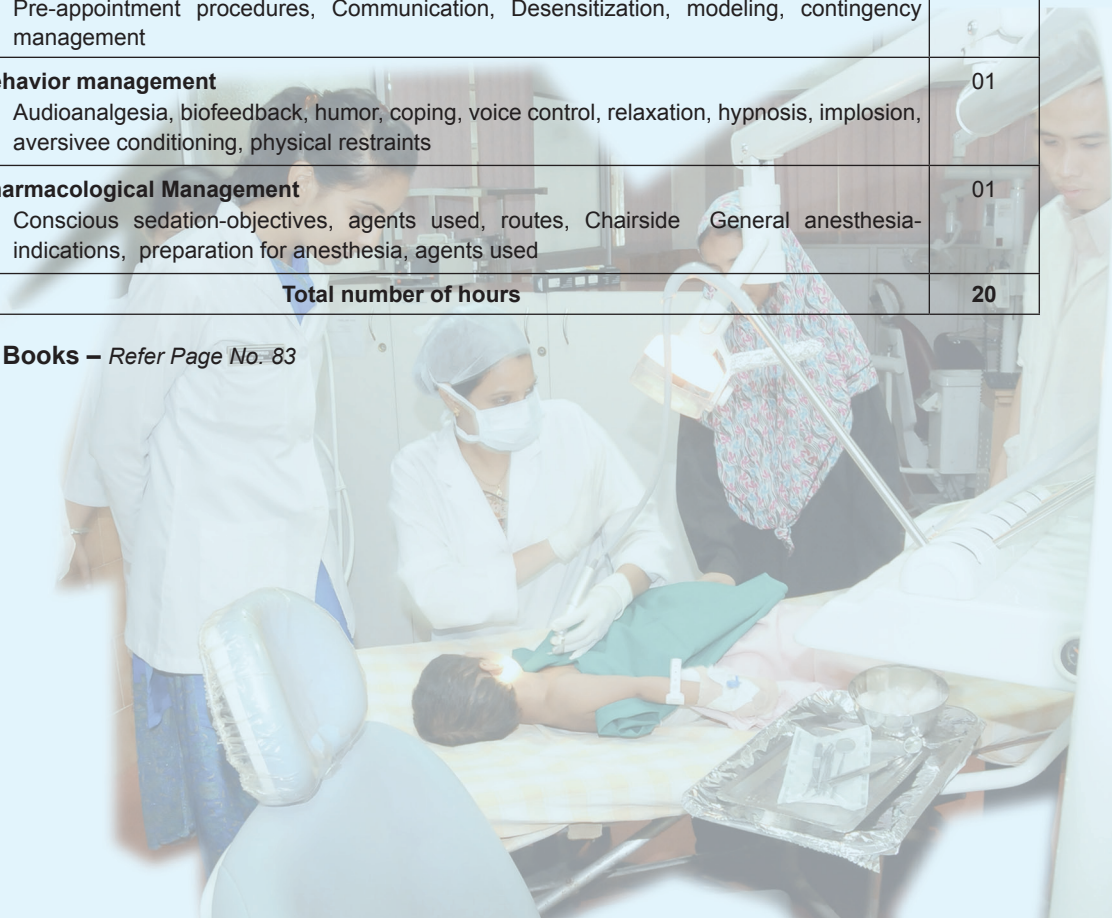 Pre-appointment procedures, Communication, Desensitization, modeling, contingency
management
ehavior management 01
Audioanalgesia, biofeedback, humor, coping, voice control, relaxation, hypnosis, implosion,
aversivee conditioning, physical restraints
armacological Management 01
Conscious sedation-objectives, agents used, routes, Chairside General anesthesia-
indications, preparation for anesthesia, agents used
Total number of hours 20
Books – Refer Page No. 83